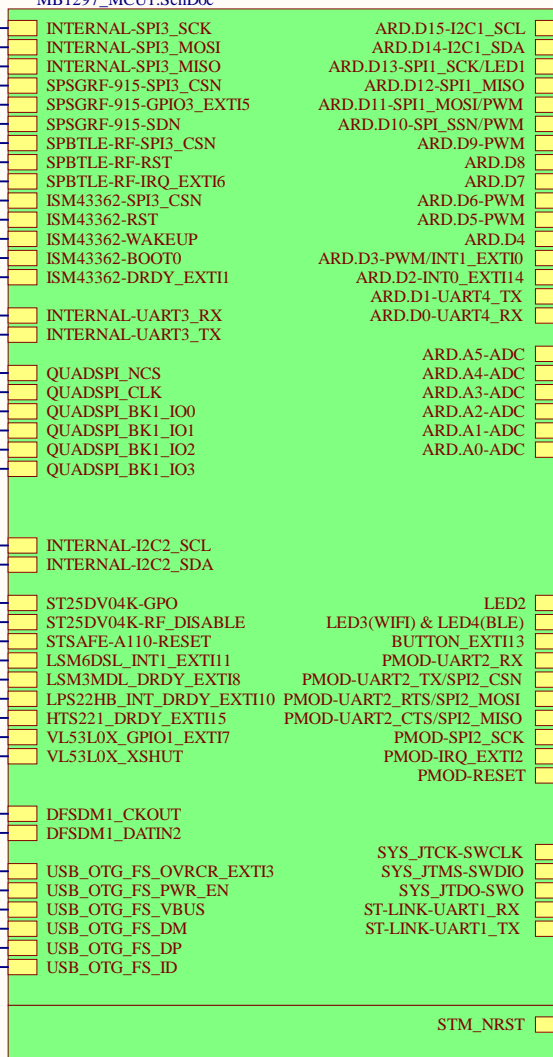 MB1297_MCU1.SchDoc
INTERNAL-SPI3_SCK
INTERNAL-SPI3_MOSI
INTERNAL-SPI3_MISO
SPSGRF-915-SPI3_CSN
SPSGRF-915-GPIO3_EXTI5
SPSGRF-915-SDN
SPBTLE-RF-SPI3_CSN
SPBTLE-RF-RST
SPBTLE-RF-IRQ_EXTI6
ISM43362-SPI3_CSN
ISM43362-RST
ISM43362-WAKEUP
ISM43362-BOOT0
ISM43362-DRDY_EXTI1
INTERNAL-UART3_RX
INTERNAL-UART3_TX
QUADSPI_NCS
QUADSPI_CLK
QUADSPI_BK1_IO0
QUADSPI_BK1_IO1
QUADSPI_BK1_IO2
QUADSPI_BK1_IO3
INTERNAL-I2C2_SCL
INTERNAL-I2C2_SDA
ST25DV04K-GPO
ST25DV04K-RF_DISABLE
STSAFE-A110-RESET
LSM6DSL_INT1_EXTI11
LSM3MDL_DRDY_EXTI8
LPS22HB_INT_DRDY_EXTI10
HTS221_DRDY_EXTI15
VL53L0X_GPIO1_EXTI7
VL53L0X_XSHUT
DFSDM1_CKOUT
DFSDM1_DATIN2
USB_OTG_FS_OVRCR_EXTI3
USB_OTG_FS_PWR_EN
USB_OTG_FS_VBUS
USB_OTG_FS_DM
USB_OTG_FS_DP
USB_OTG_FS_ID
ARD.D15-I2C1_SCL
ARD.D14-I2C1_SDA
ARD.D13-SPI1_SCK/LED1
ARD.D12-SPI1_MISO
ARD.D11-SPI1_MOSI/PWM
ARD.D10-SPI_SSN/PWM
ARD.D9-PWM
ARD.D8
ARD.D7
ARD.D6-PWM
ARD.D5-PWM
ARD.D4
ARD.D3-PWM/INT1_EXTI0
ARD.D2-INT0_EXTI14
ARD.D1-UART4_TX
ARD.D0-UART4_RX
ARD.A5-ADC
ARD.A4-ADC
ARD.A3-ADC
ARD.A2-ADC
ARD.A1-ADC
ARD.A0-ADC
LED2
LED3(WIFI) & LED4(BLE)
BUTTON_EXTI13
PMOD-UART2_RX
PMOD-UART2_TX/SPI2_CSN
PMOD-UART2_RTS/SPI2_MOSI
PMOD-UART2_CTS/SPI2_MISO
PMOD-SPI2_SCK
PMOD-IRQ_EXTI2
PMOD-RESET
SYS_JTCK-SWCLK
SYS_JTMS-SWDIO
SYS_JTDO-SWO
ST-LINK-UART1_RX
ST-LINK-UART1_TX
STM_NRST